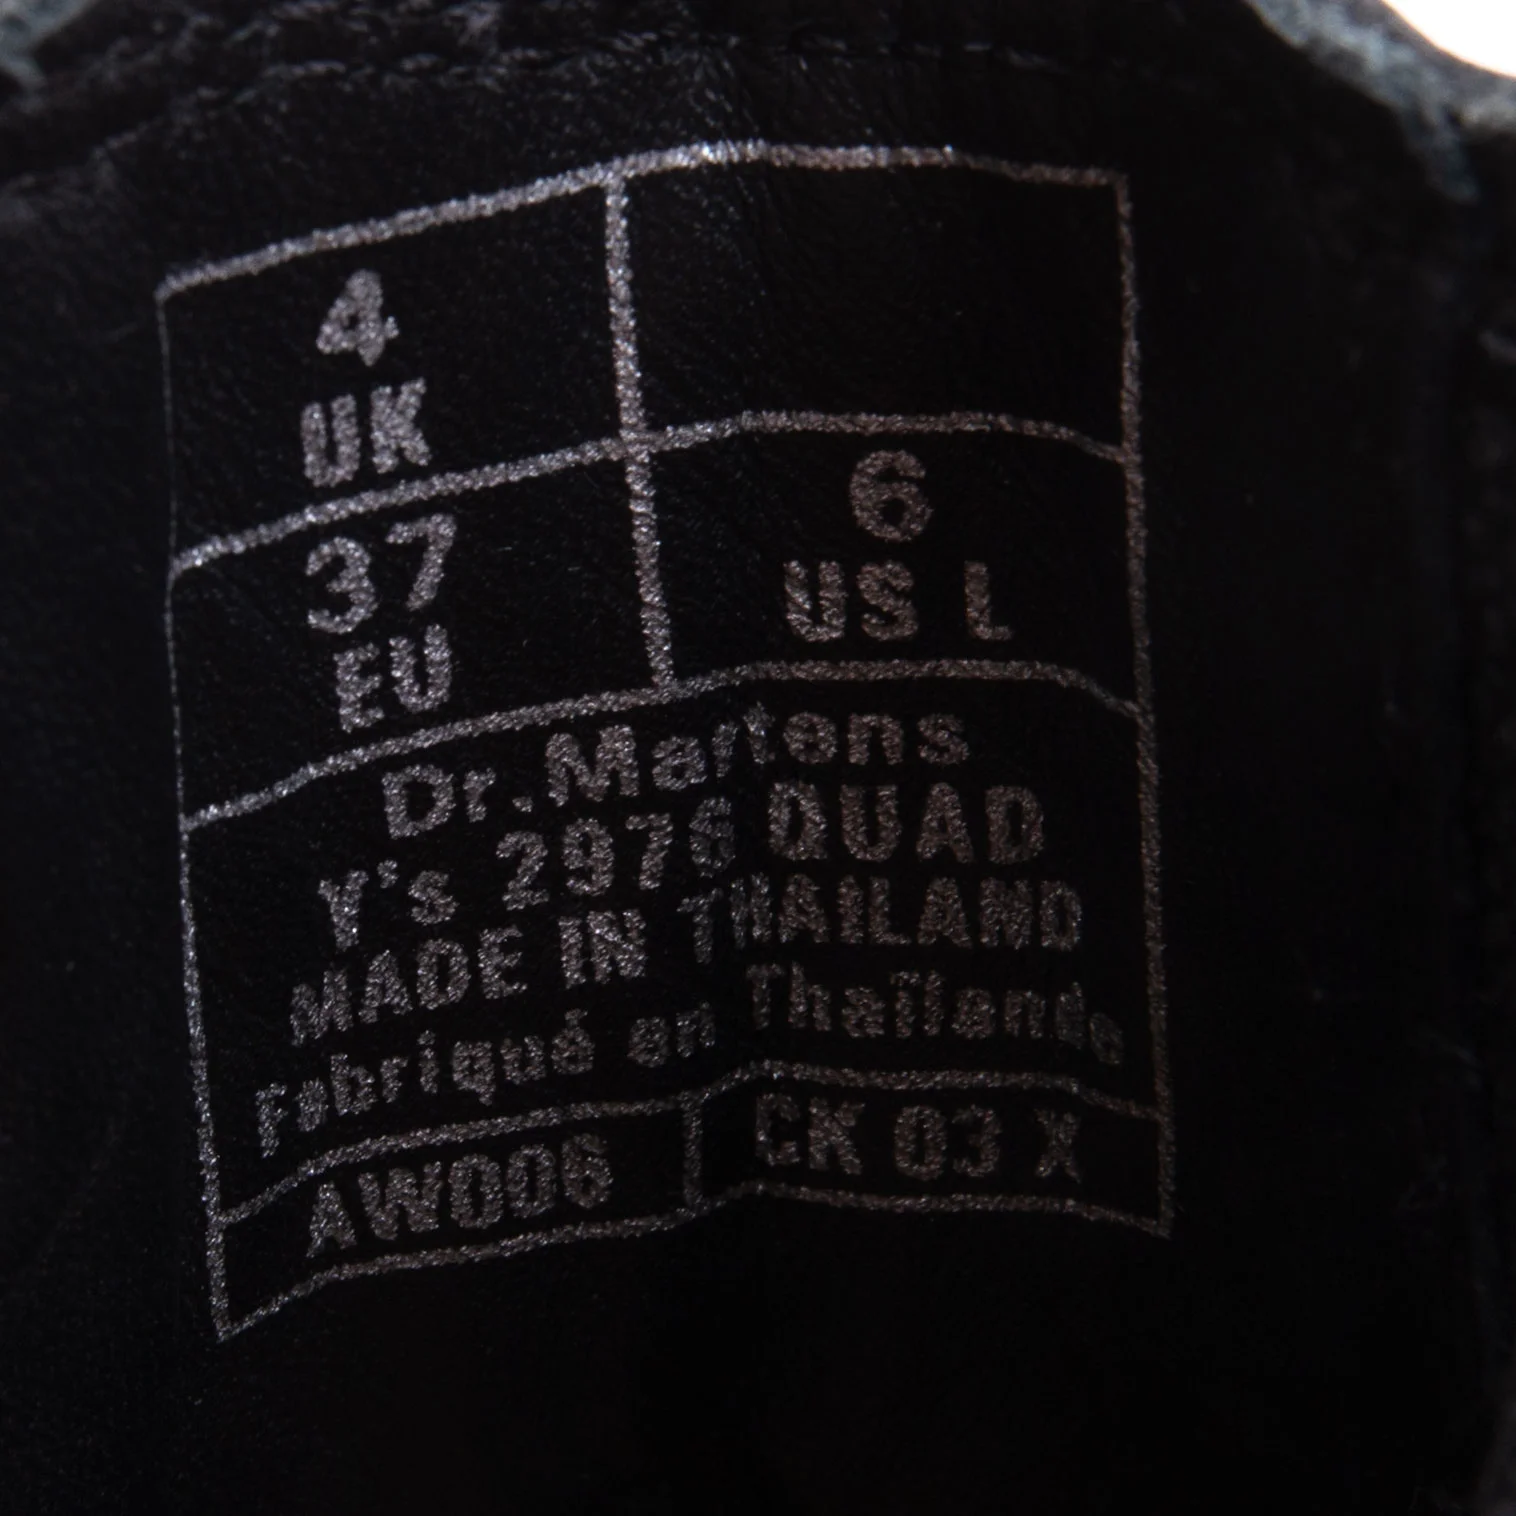 4
UK
37
EU
6
US L
Dr.Martens
Y's 2976 QUAD
MADE IN THAILAND
Fabriqué en Thaïlande
AW006
CK 03 X